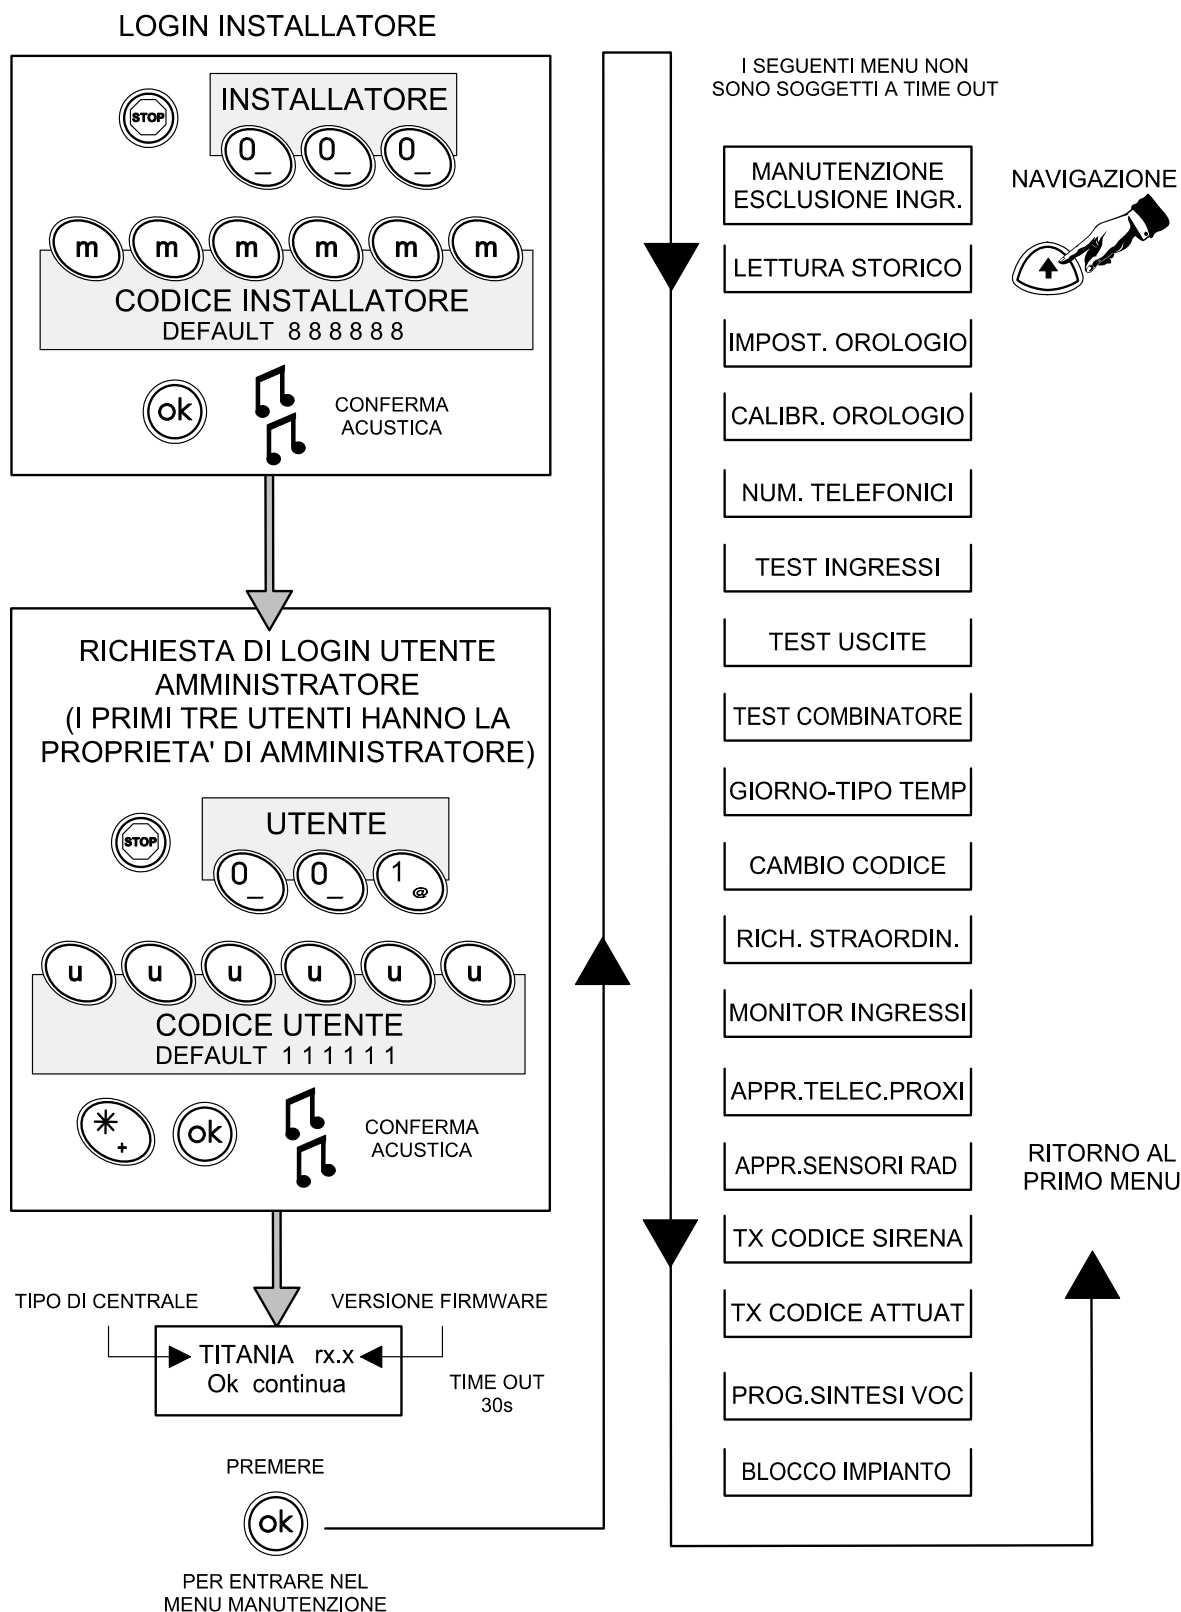 LOGIN INSTALLATORE
STOP
INSTALLATORE
0_ 0_ 0_
m m m m m m
CODICE INSTALLATORE
DEFAULT 8 8 8 8 8 8
ok
CONFERMA
ACUSTICA
RICHIESTA DI LOGIN UTENTE
AMMINISTRATORE
(I PRIMI TRE UTENTI HANNO LA
PROPRIETA' DI AMMINISTRATORE)
STOP
UTENTE
0_ 0_ 1@
u u u u u u
CODICE UTENTE
DEFAULT 1 1 1 1 1 1
*+ ok
CONFERMA
ACUSTICA
TIPO DI CENTRALE
VERSIONE FIRMWARE
TITANIA rx.x
Ok continua
TIME OUT
30s
PREMERE
ok
PER ENTRARE NEL
MENU MANUTENZIONE
I SEGUENTI MENU NON
SONO SOGGETTI A TIME OUT
MANUTENZIONE
ESCLUSIONE INGR.
NAVIGAZIONE
LETTURA STORICO
IMPOST. OROLOGIO
CALIBR. OROLOGIO
NUM. TELEFONICI
TEST INGRESSI
TEST USCITE
TEST COMBINATORE
GIORNO-TIPO TEMP
CAMBIO CODICE
RICH. STRAORDIN.
MONITOR INGRESSI
APPR.TELEC.PROXI
APPR.SENSORI RAD
TX CODICE SIRENA
TX CODICE ATTUAT
PROG.SINTESI VOC
BLOCCO IMPIANTO
RITORNO AL
PRIMO MENU